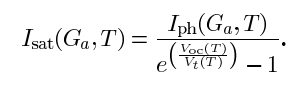 I_sat(G_a, T) = I_ph(G_a, T) / (e^(V_oc(T) / V_t(T)) − 1).